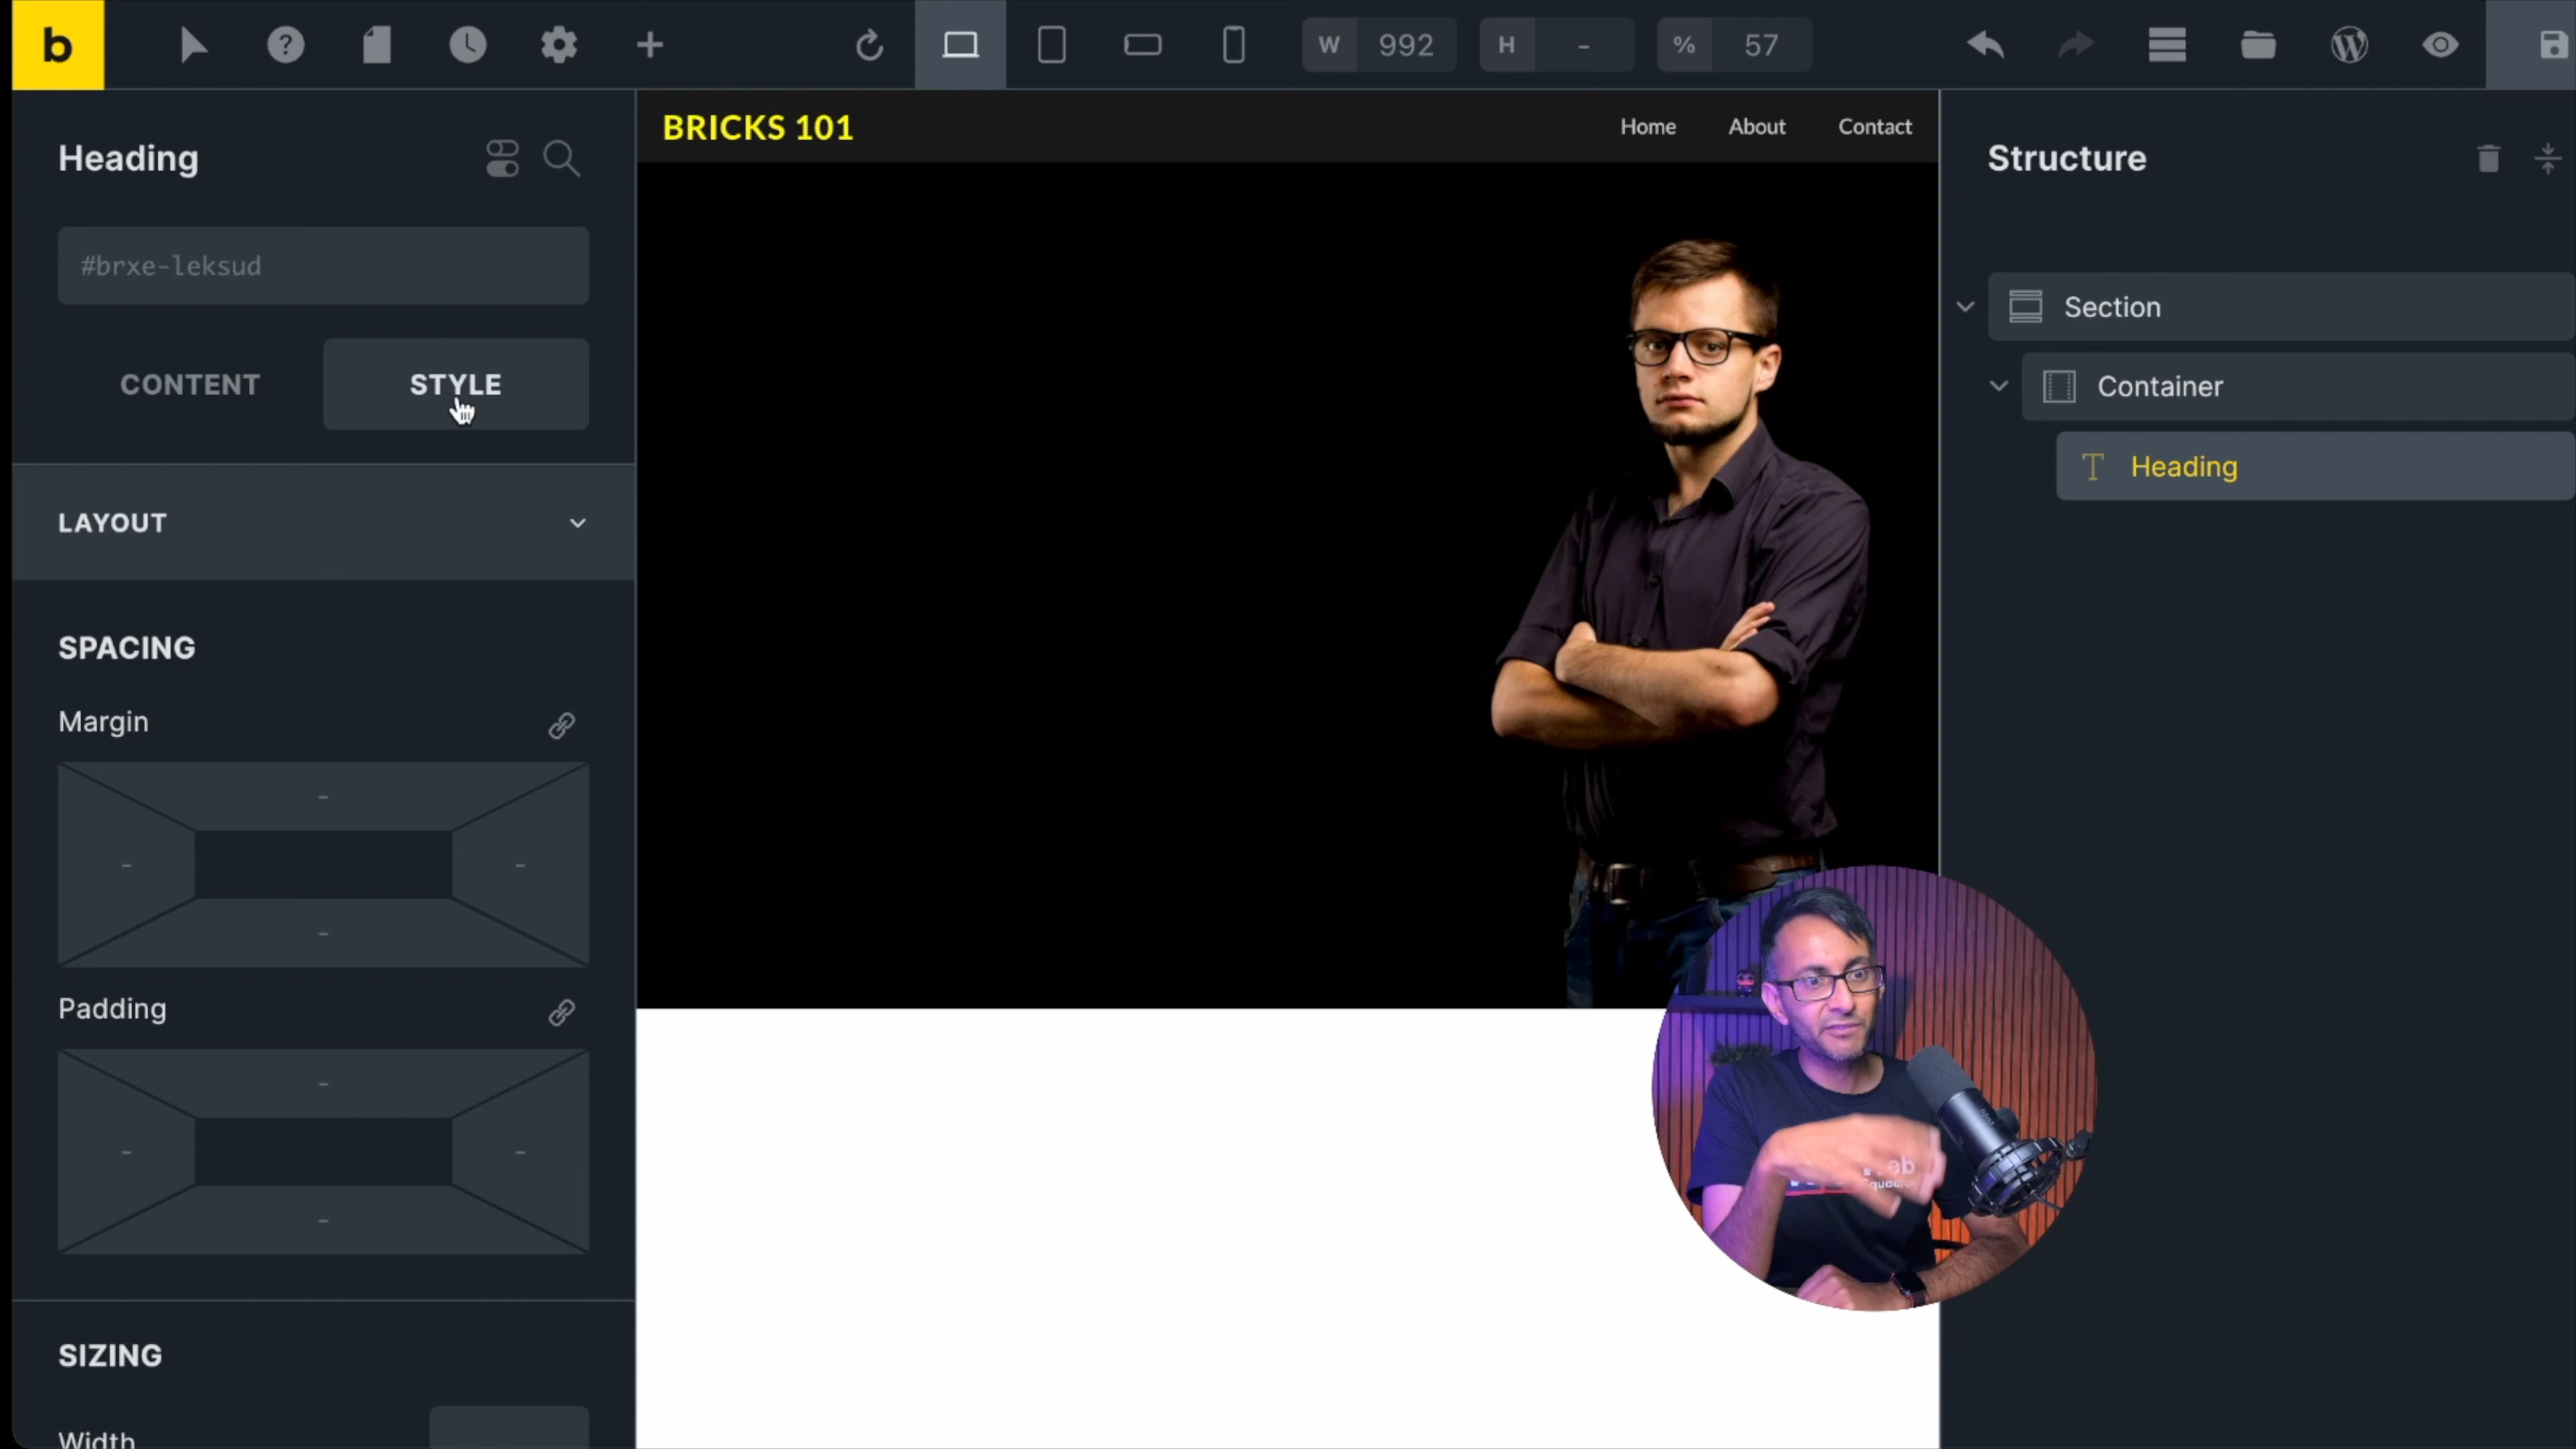 b
?
W 992
H -
% 57
Heading
#brxe-leksud
CONTENT
STYLE
LAYOUT
SPACING
Margin
-
- -
-
Padding
-
- -
-
SIZING
Width
BRICKS 101
Home
About
Contact
Structure
Section
Container
T Heading